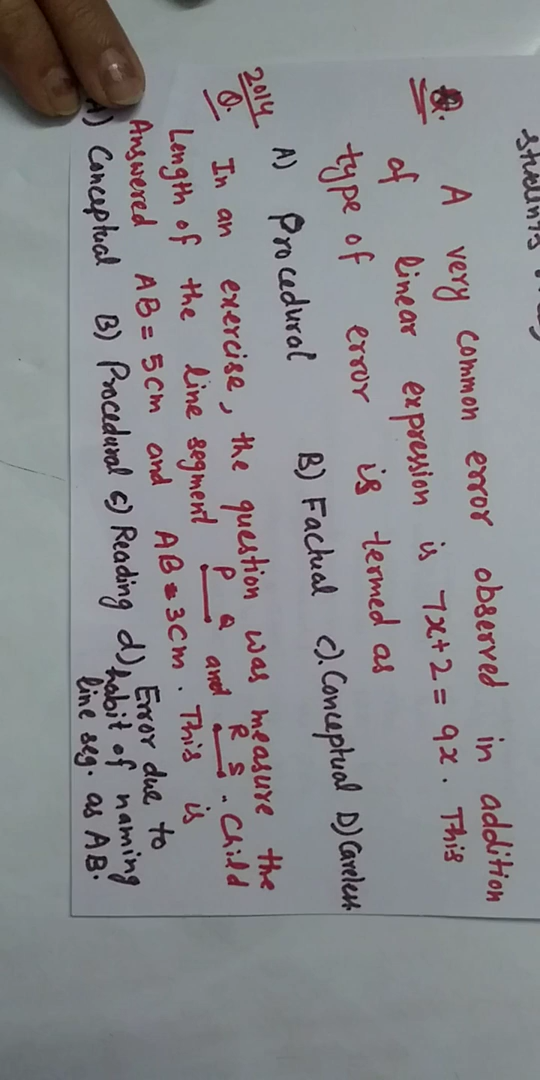 students
Q. A very common error observed in addition
of linear expression is 7x+2 = 9x. This
type of error is termed as
A) Procedural B) Factual c). Conceptual D) Careless
2014
Q. In an exercise, the question was measure the
Length of the line segment P Q and R S. Child
Answered AB = 5cm and AB = 3cm. This is
A) Conceptual B) Procedural c) Reading d) Error due to
habit of naming
line seg. as AB.